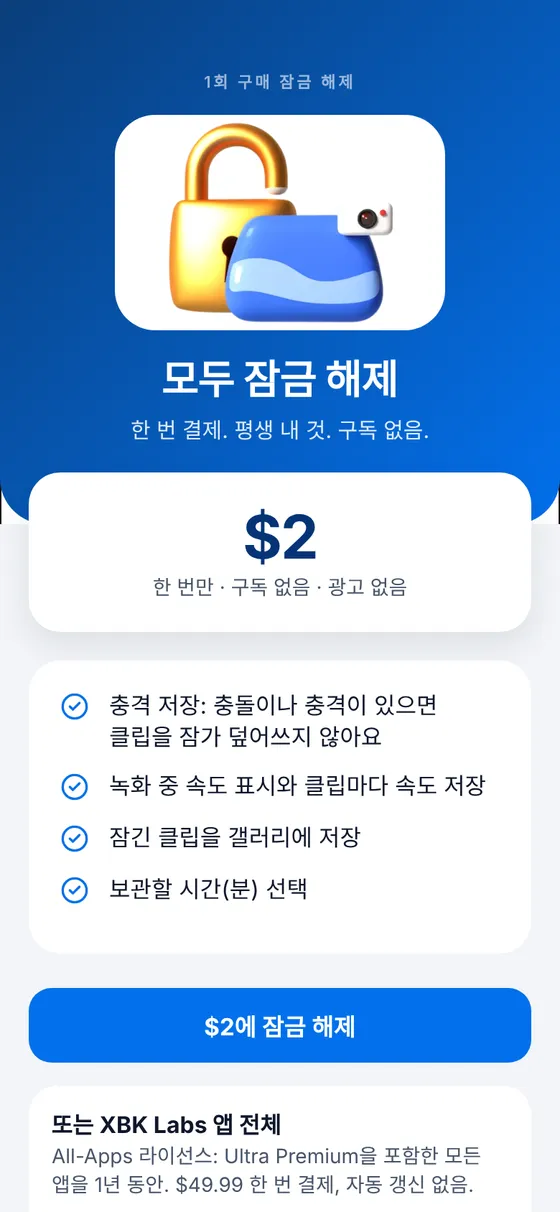 1회 구매 잠금 해제
모두 잠금 해제
한 번 결제. 평생 내 것. 구독 없음.
$2
한 번만 · 구독 없음 · 광고 없음
충격 저장: 충돌이나 충격이 있으면
클립을 잠가 덮어쓰지 않아요
녹화 중 속도 표시와 클립마다 속도 저장
잠긴 클립을 갤러리에 저장
보관할 시간(분) 선택
$2에 잠금 해제
또는 XBK Labs 앱 전체
All-Apps 라이선스: Ultra Premium을 포함한 모든
앱을 1년 동안. $49.99 한 번 결제, 자동 갱신 없음.